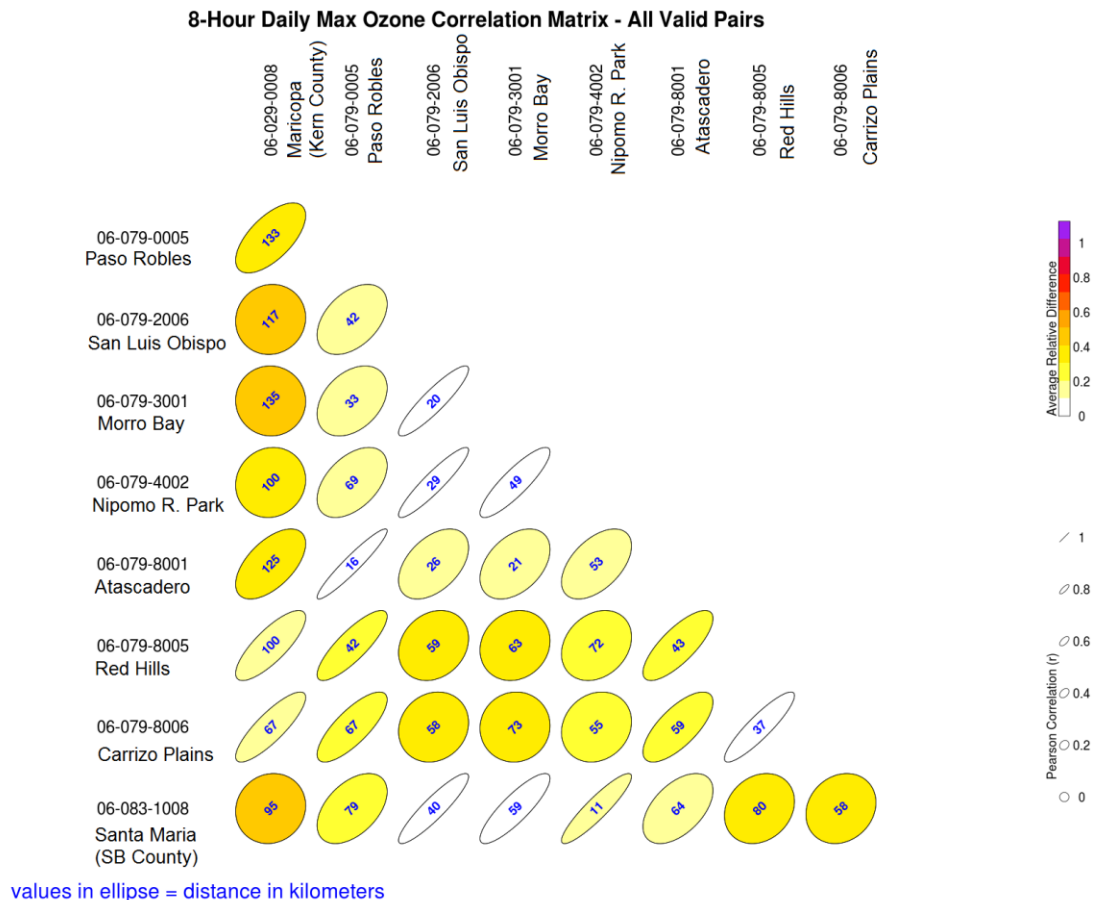 8-Hour Daily Max Ozone Correlation Matrix - All Valid Pairs
06-029-0008
Maricopa
(Kern County)
06-079-0005
Paso Robles
06-079-2006
San Luis Obispo
06-079-3001
Morro Bay
06-079-4002
Nipomo R. Park
06-079-8001
Atascadero
06-079-8005
Red Hills
06-079-8006
Carrizo Plains
06-079-0005
Paso Robles
133
06-079-2006
San Luis Obispo
117 42
06-079-3001
Morro Bay
135 33 20
06-079-4002
Nipomo R. Park
100 69 29 49
06-079-8001
Atascadero
125 16 26 21 53
06-079-8005
Red Hills
100 42 59 63 72 43
06-079-8006
Carrizo Plains
67 67 58 73 55 59 37
06-083-1008
Santa Maria
(SB County)
95 79 40 59 11 64 80 58
Average Relative Difference
1
0.8
0.6
0.4
0.2
0
Pearson Correlation (r)
1
0.8
0.6
0.4
0.2
0
values in ellipse = distance in kilometers